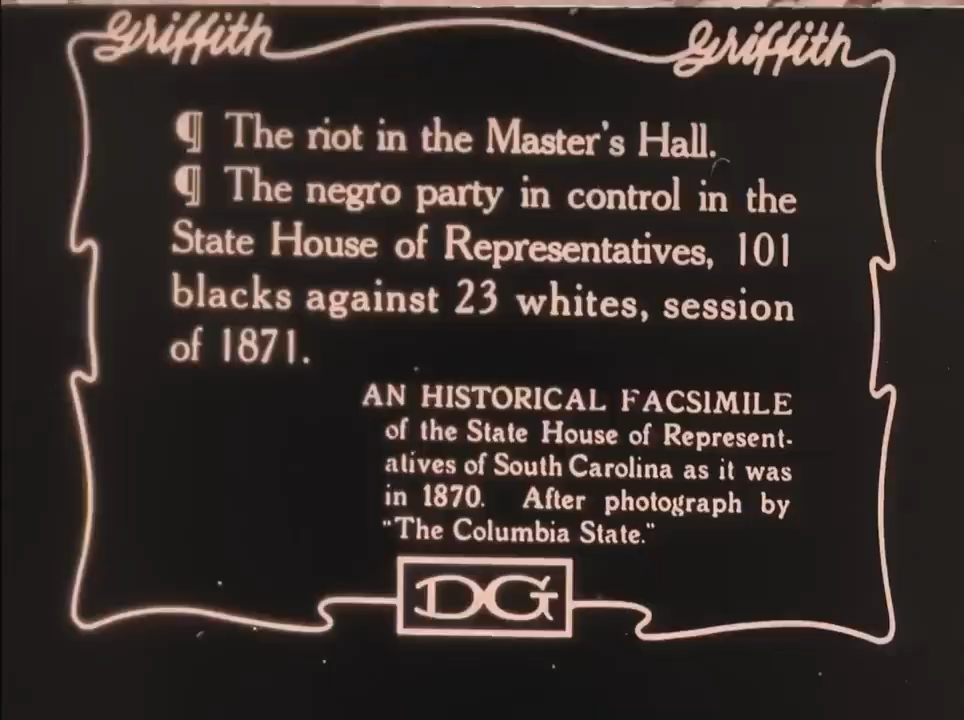 Griffith Griffith
¶ The riot in the Master's Hall.
¶ The negro party in control in the
State House of Representatives, 101
blacks against 23 whites, session
of 1871.
AN HISTORICAL FACSIMILE
of the State House of Represent-
atives of South Carolina as it was
in 1870. After photograph by
"The Columbia State."
DG